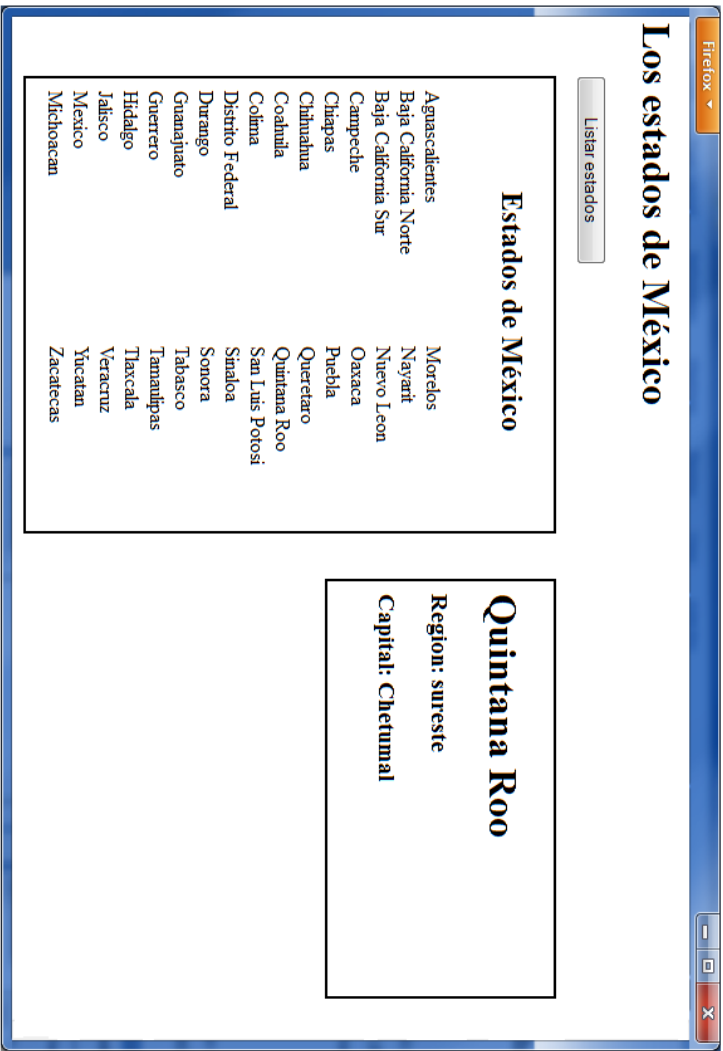 Firefox
Los estados de México
Listar estados
Estados de México
Aguascalientes
Baja California Norte
Baja California Sur
Campeche
Chiapas
Chihuahua
Coahuila
Colima
Distrito Federal
Durango
Guanajuato
Guerrero
Hidalgo
Jalisco
Mexico
Michoacan
Morelos
Nayarit
Nuevo Leon
Oaxaca
Puebla
Queretaro
Quintana Roo
San Luis Potosi
Sinaloa
Sonora
Tabasco
Tamaulipas
Tlaxcala
Veracruz
Yucatan
Zacatecas
Quintana Roo
Region: sureste
Capital: Chetumal